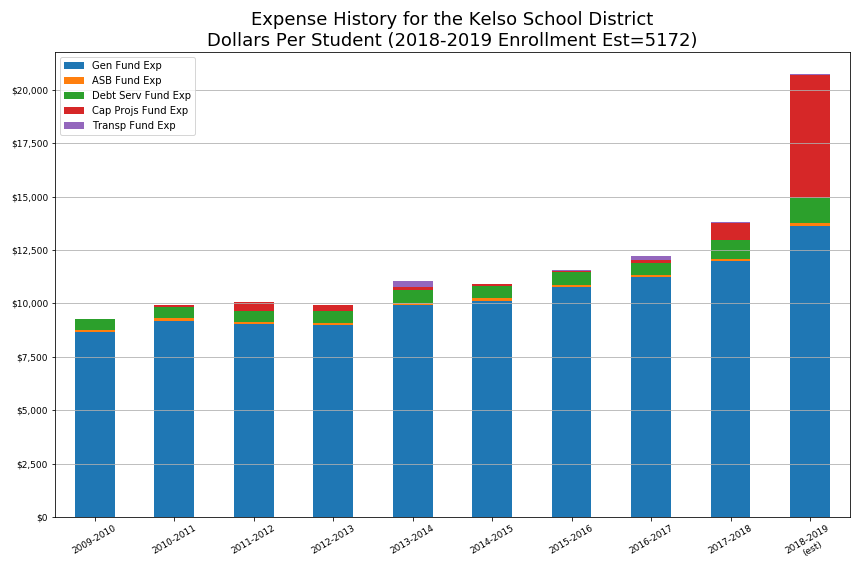 Expense History for the Kelso School District
Dollars Per Student (2018-2019 Enrollment Est=5172)
Gen Fund Exp
ASB Fund Exp
Debt Serv Fund Exp
Cap Projs Fund Exp
Transp Fund Exp
$20,000
$17,500
$15,000
$12,500
$10,000
$7,500
$5,000
$2,500
$0
2009-2010
2010-2011
2011-2012
2012-2013
2013-2014
2014-2015
2015-2016
2016-2017
2017-2018
2018-2019
(est)